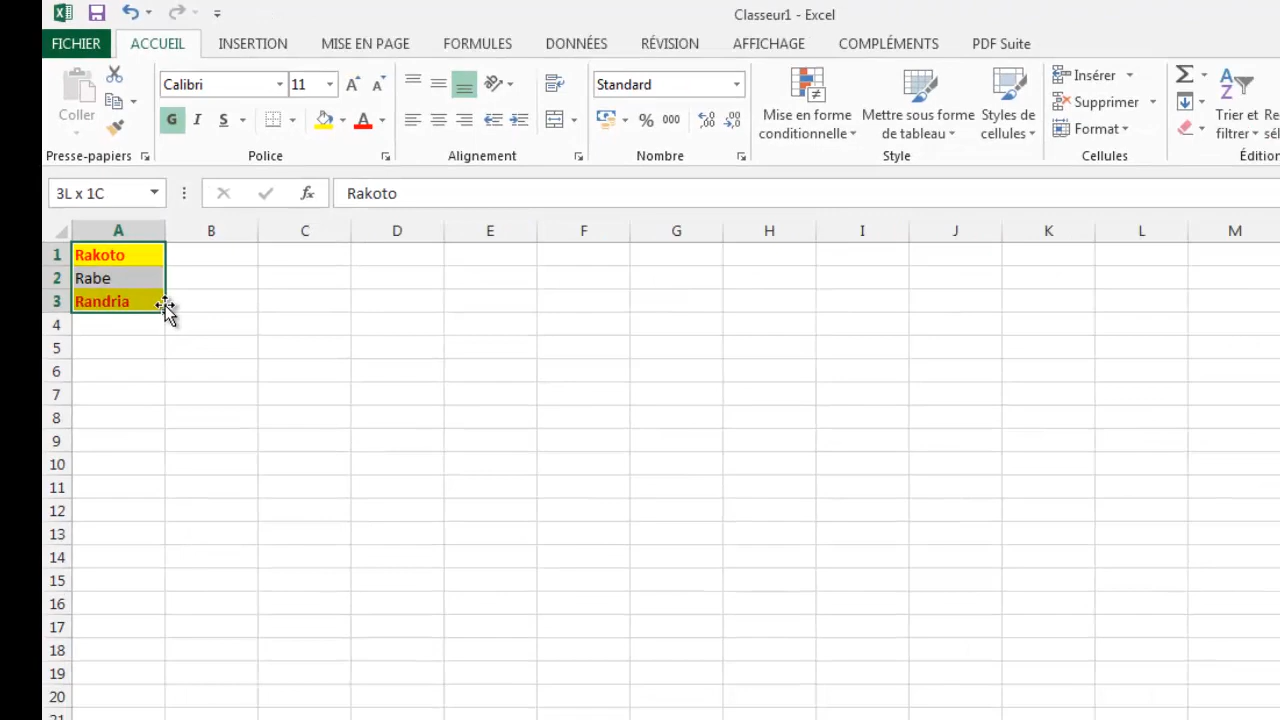 Classeur1 - Excel
FICHIER ACCUEIL INSERTION MISE EN PAGE FORMULES DONNÉES RÉVISION AFFICHAGE COMPLÉMENTS PDF Suite
Coller
Presse-papiers
Calibri 11
G I S A
Police
Alignement
Standard
% 000
Nombre
Mise en forme conditionnelle
Mettre sous forme de tableau
Styles de cellules
Style
Insérer
Supprimer
Format
Cellules
Trier et
filtrer
3L x 1C fx Rakoto
A B C D E F G H I J K L M
1 Rakoto
2 Rabe
3 Randria
4
5
6
7
8
9
10
11
12
13
14
15
16
17
18
19
20